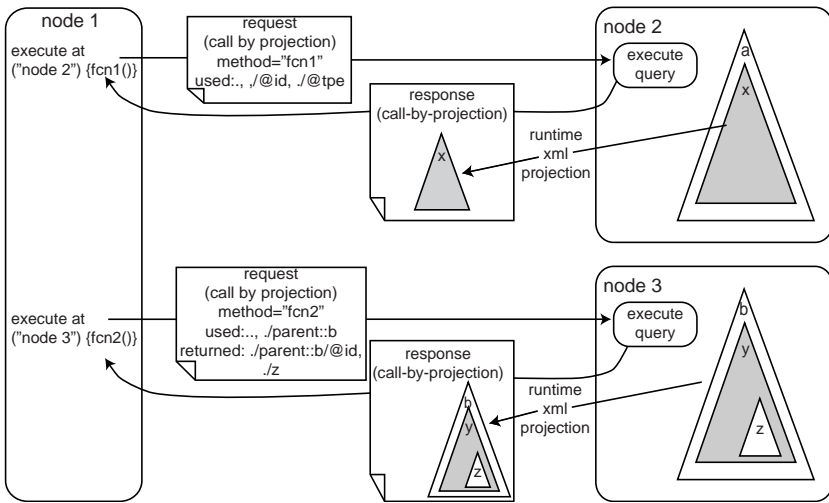 node 1
execute at
("node 2") {fcn1()}
request
(call by projection)
method="fcn1"
used:., ,/@id, ./@tpe
response
(call-by-projection)
x
runtime
xml
projection
node 2
execute
query
a
x
execute at
("node 3") {fcn2()}
request
(call by projection)
method="fcn2"
used:.., ./parent::b
returned: ./parent::b/@id,
./z
response
(call-by-projection)
b
y
z
runtime
xml
projection
node 3
execute
query
b
y
z